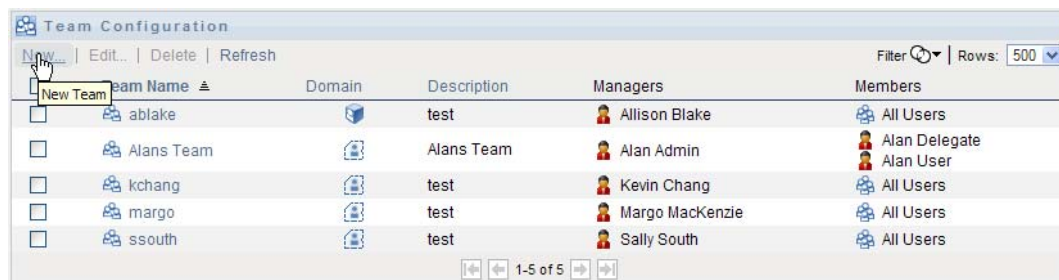 Team Configuration
New... | Edit... | Delete | Refresh Filter | Rows: 500
Team Name Domain Description Managers Members
New Team
ablake test Allison Blake All Users
Alans Team Alans Team Alan Admin Alan Delegate
Alan User
kchang test Kevin Chang All Users
margo test Margo MacKenzie All Users
ssouth test Sally South All Users
1-5 of 5